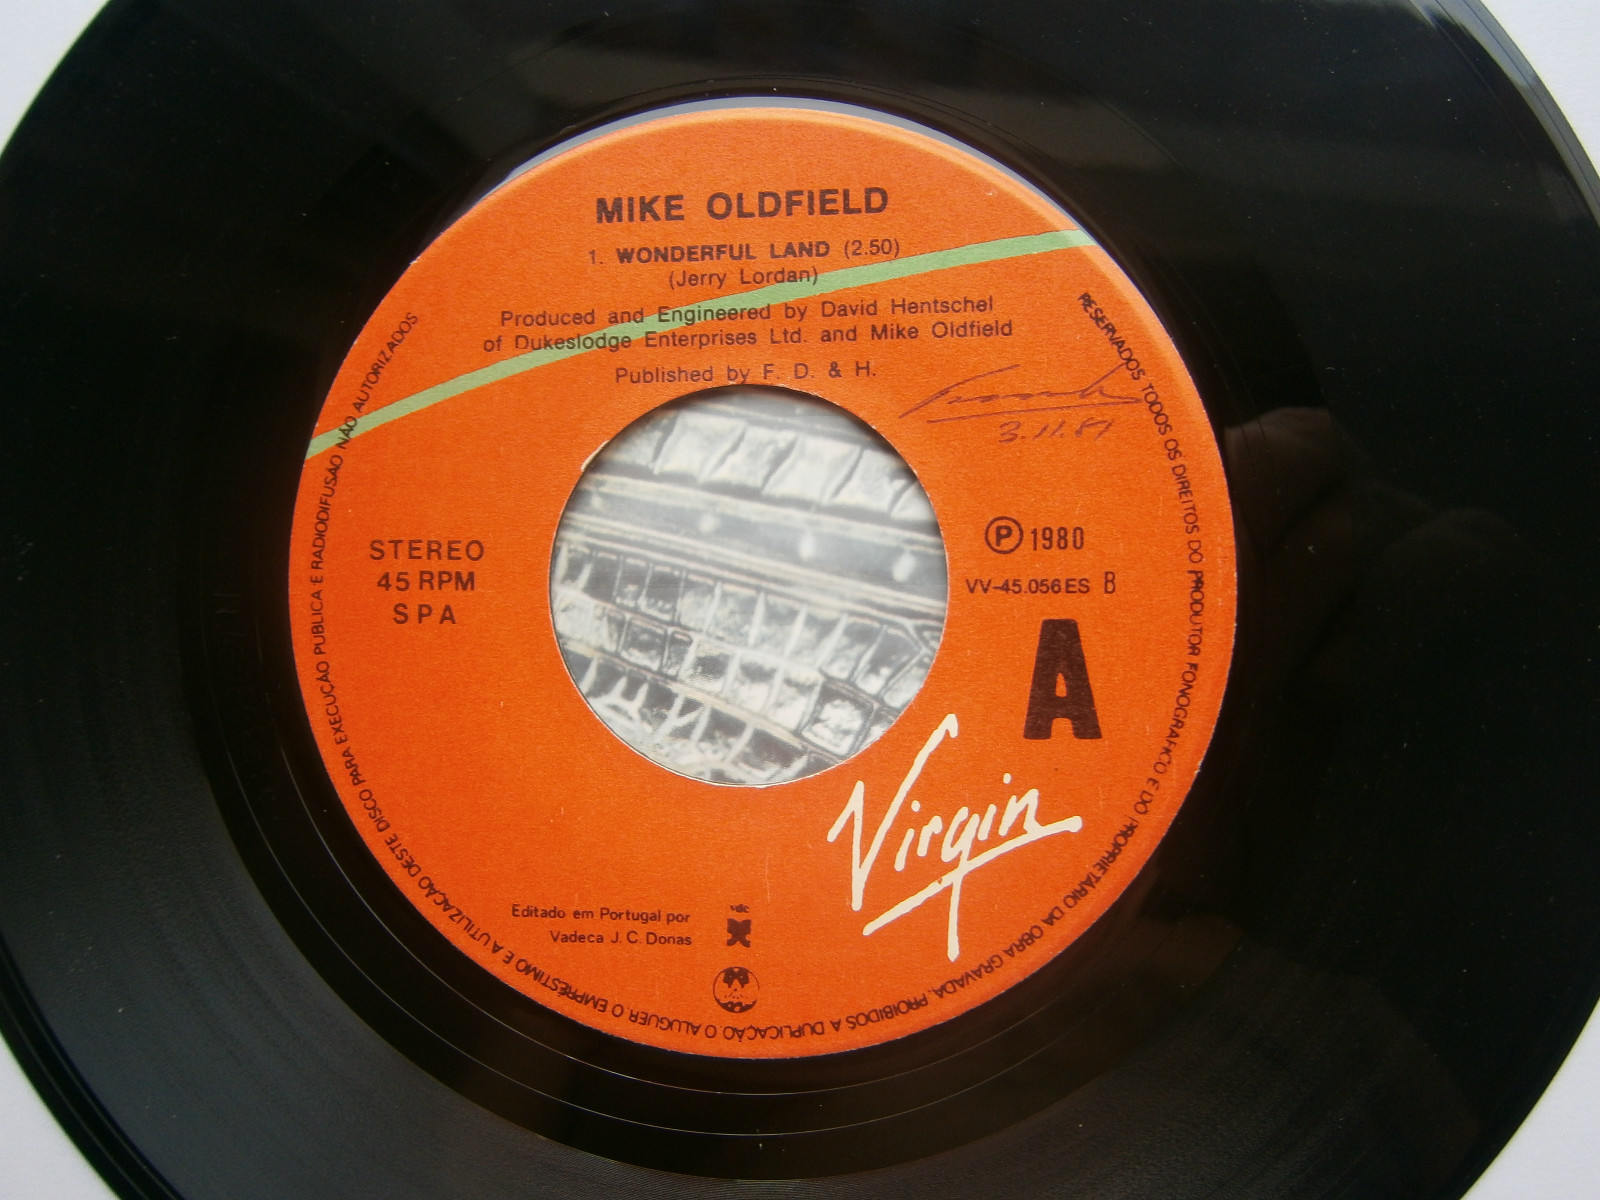 MIKE OLDFIELD
1. WONDERFUL LAND (2.50)
(Jerry Lordan)
Produced and Engineered by David Hentschel
of Dukeslodge Enterprises Ltd. and Mike Oldfield
Published by F. D. & H.
3.11.81
STEREO
45 RPM
SPA
Ⓟ 1980
VV-45.056 ES B
A
Virgin
Editado em Portugal por
Vadeca J. C. Donas
vdc
RESERVADOS TODOS OS DIREITOS DO PRODUTOR FONOGRAFICO E DO PROPRIETARIO DA OBRA GRAVADA. PROIBIDOS A DUPLICAÇÃO O ALUGUER O EMPRÉSTIMO E A UTILIZAÇÃO DESTE DISCO PARA EXECUÇÃO PUBLICA E RADIODIFUSÃO NÃO AUTORIZADOS